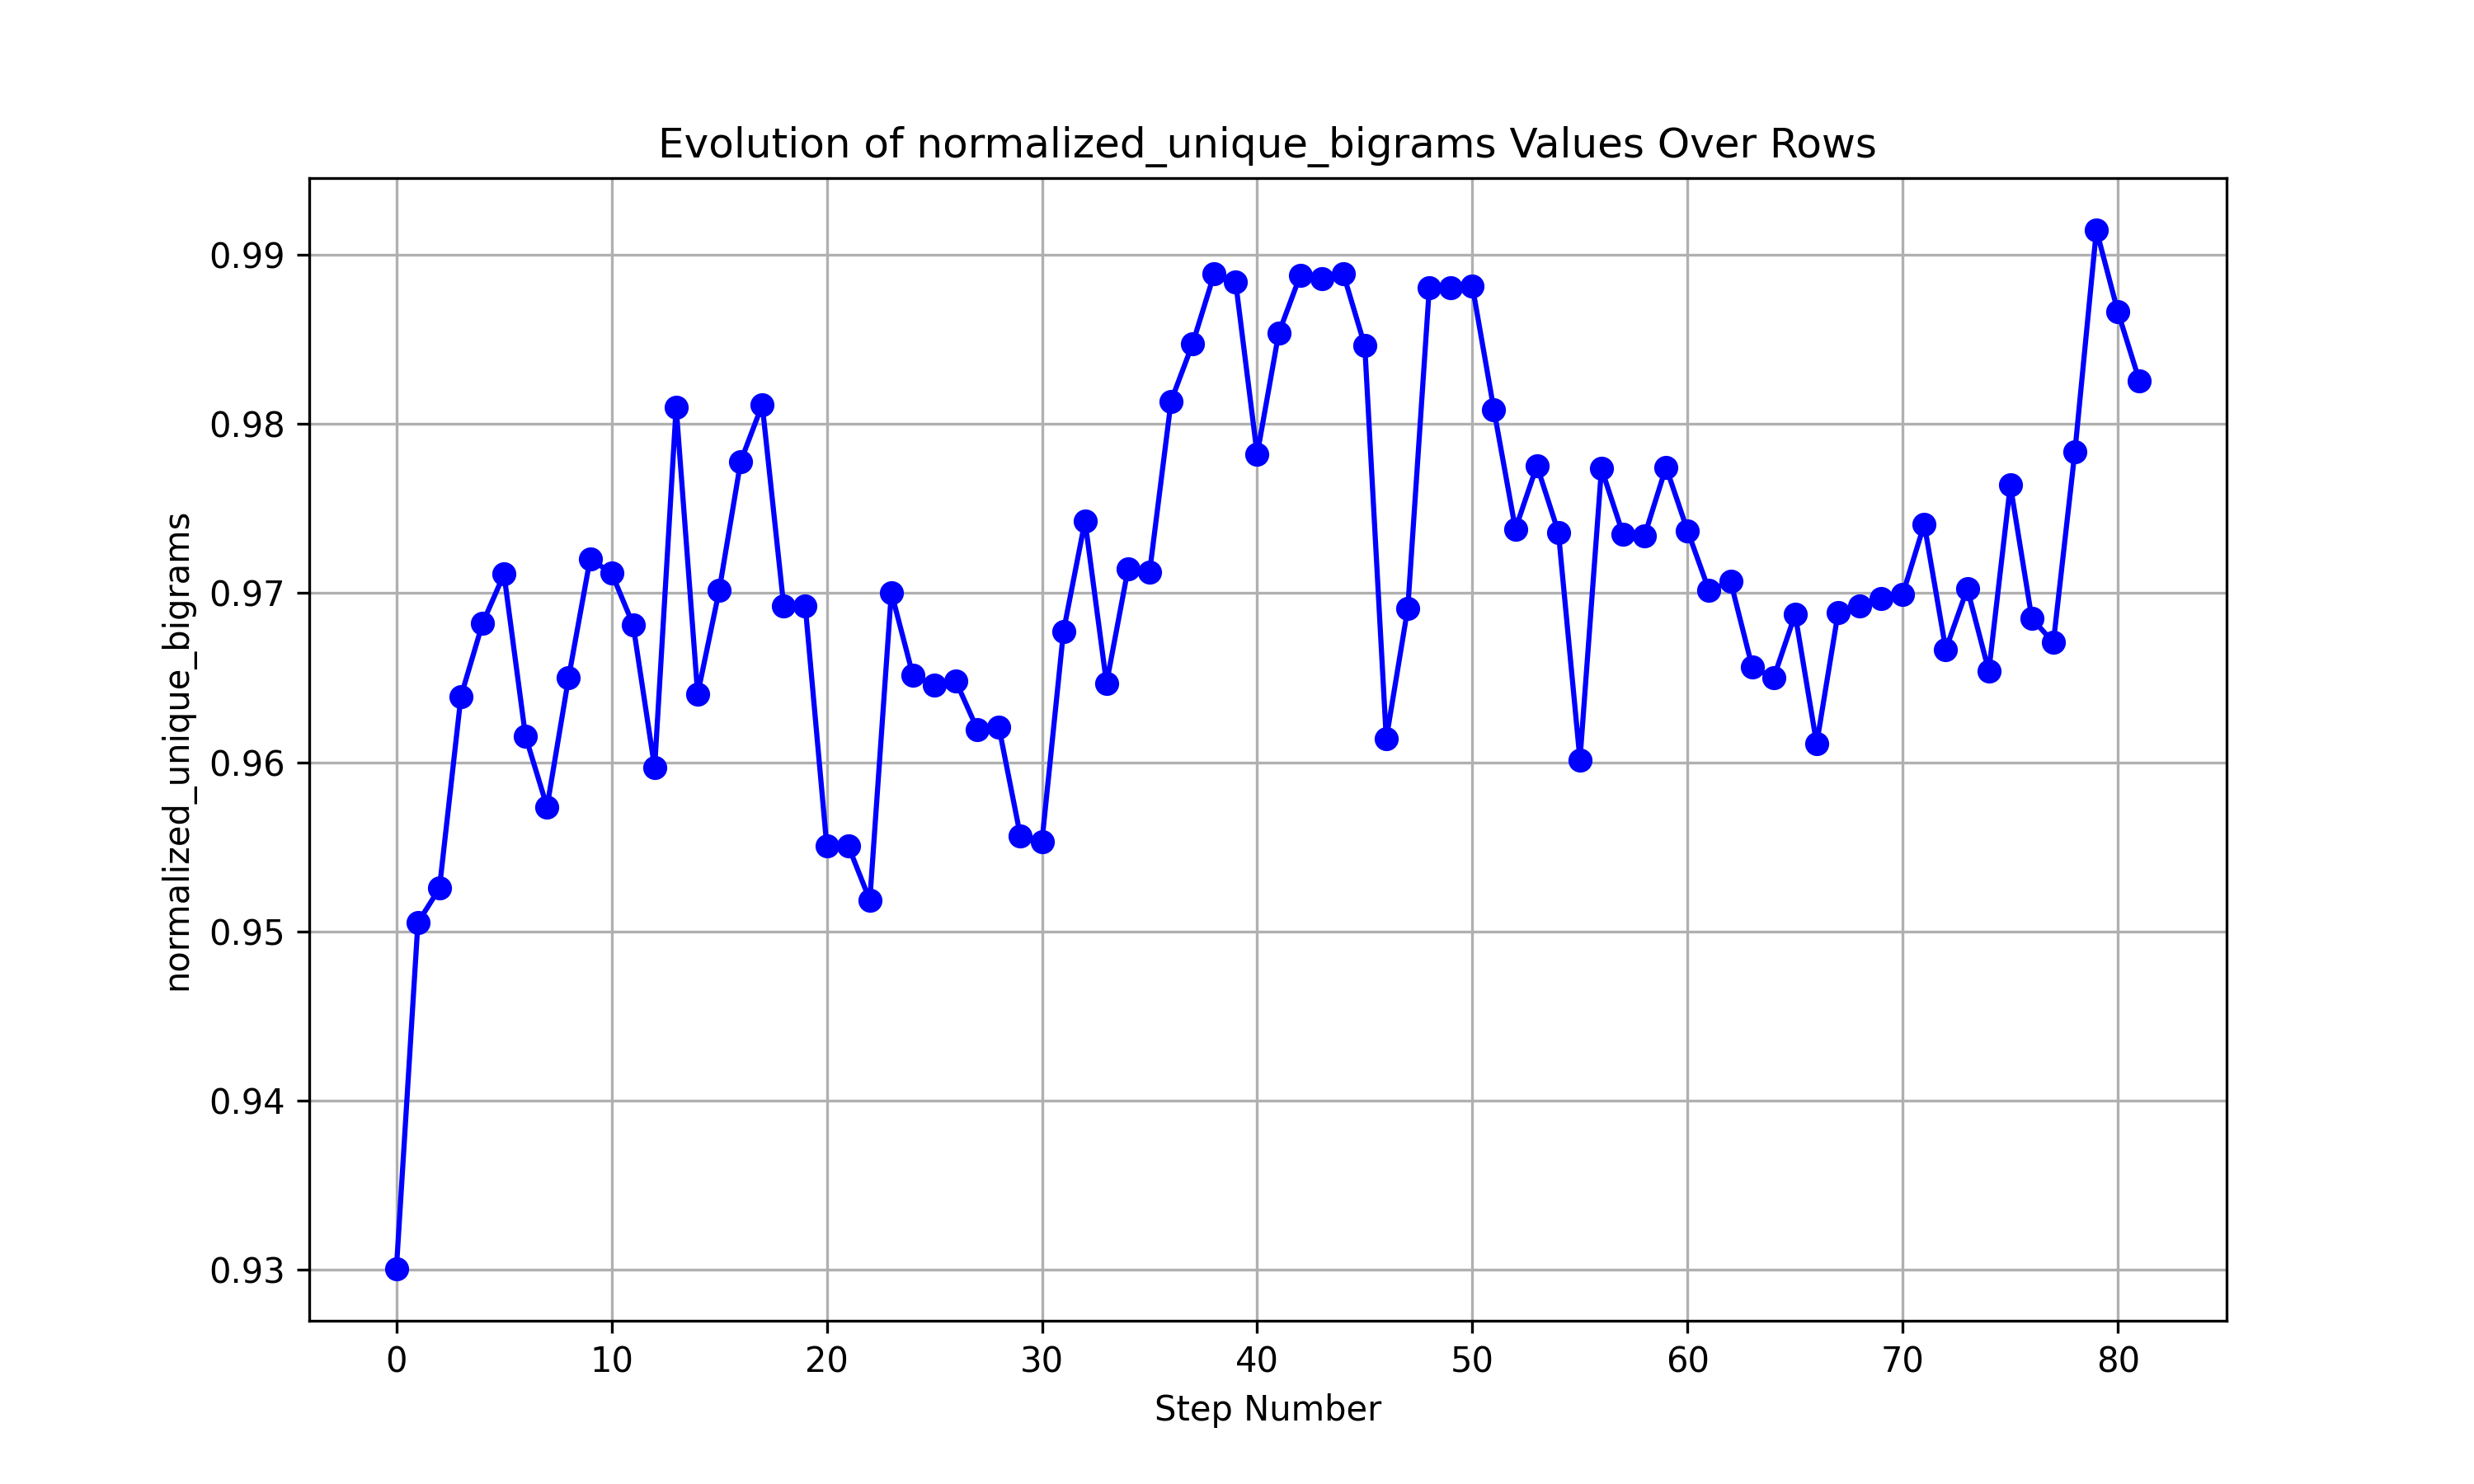 Evolution of normalized_unique_bigrams Values Over Rows
normalized_unique_bigrams
0.99
0.98
0.97
0.96
0.95
0.94
0.93
0 10 20 30 40 50 60 70 80
Step Number